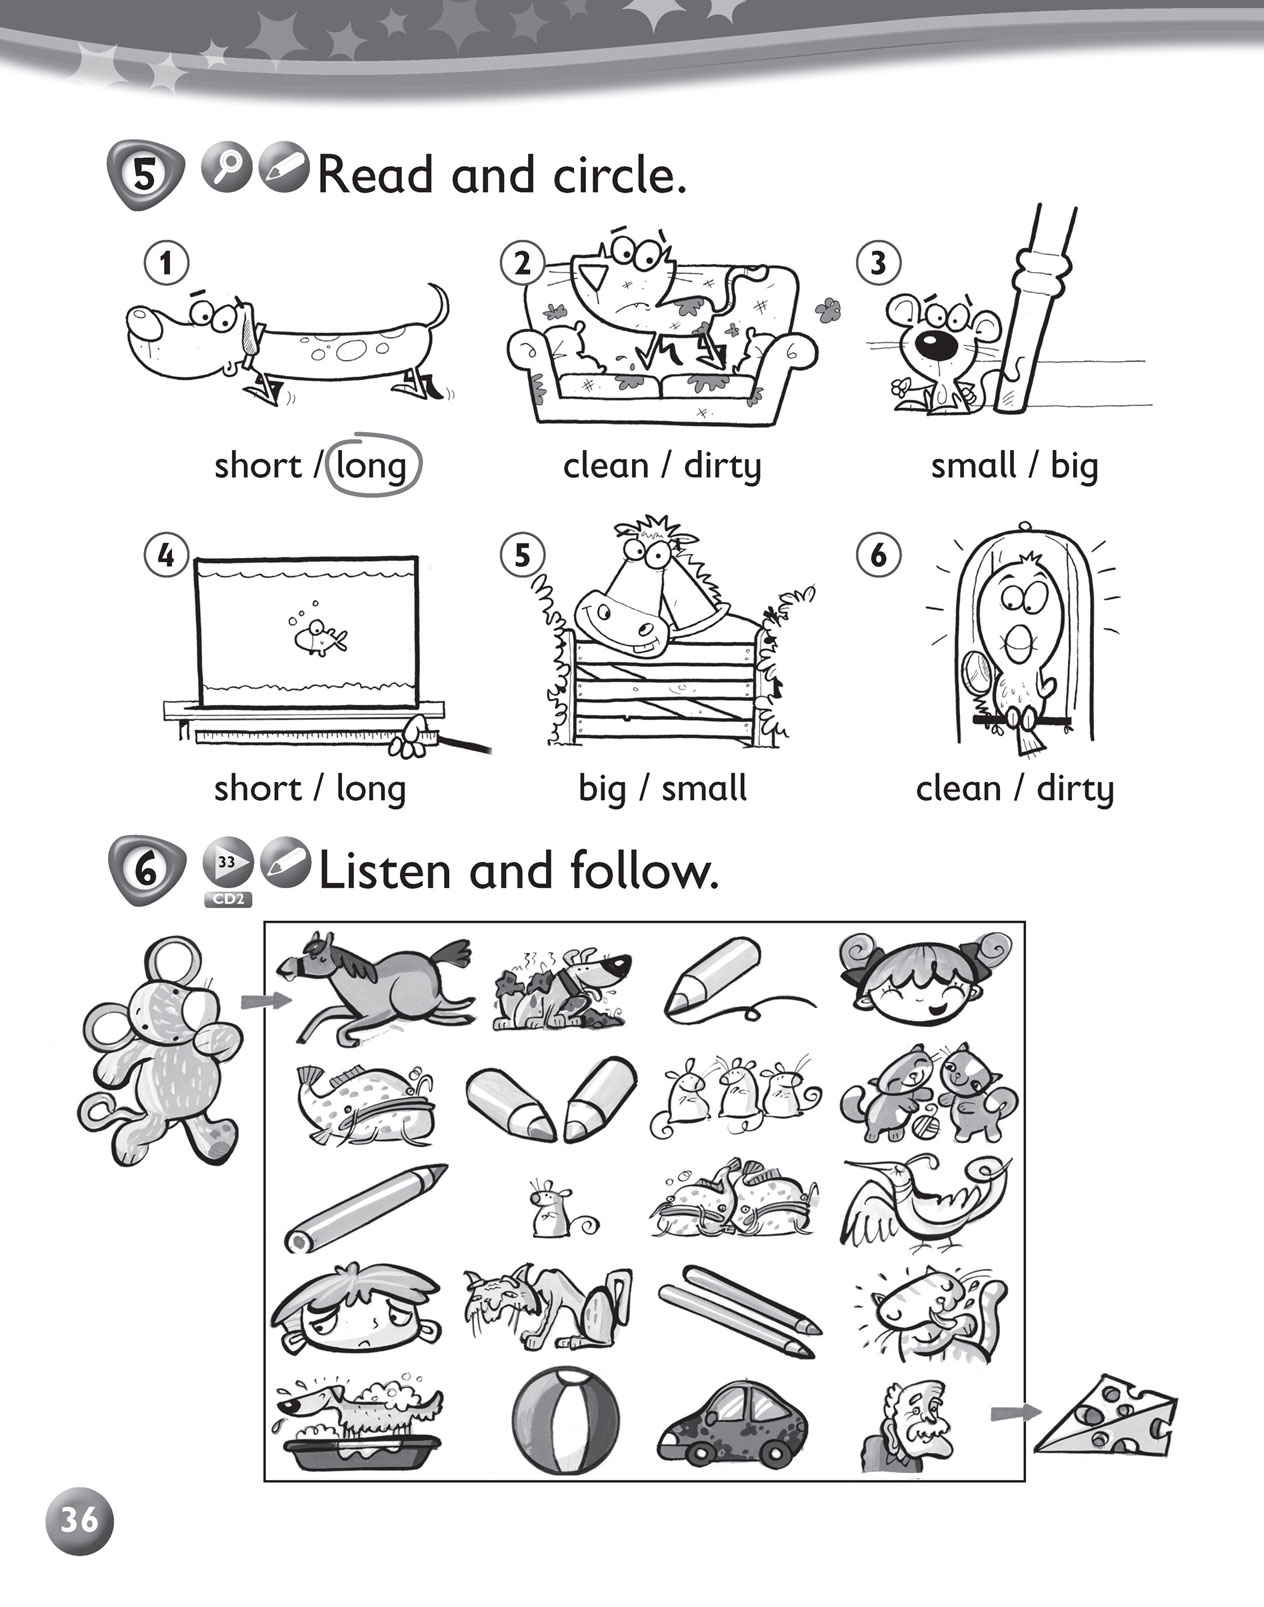 5 Read and circle.
1 2 3
short / long clean / dirty small / big
4 5 6
short / long big / small clean / dirty
6 33 CD2 Listen and follow.
36